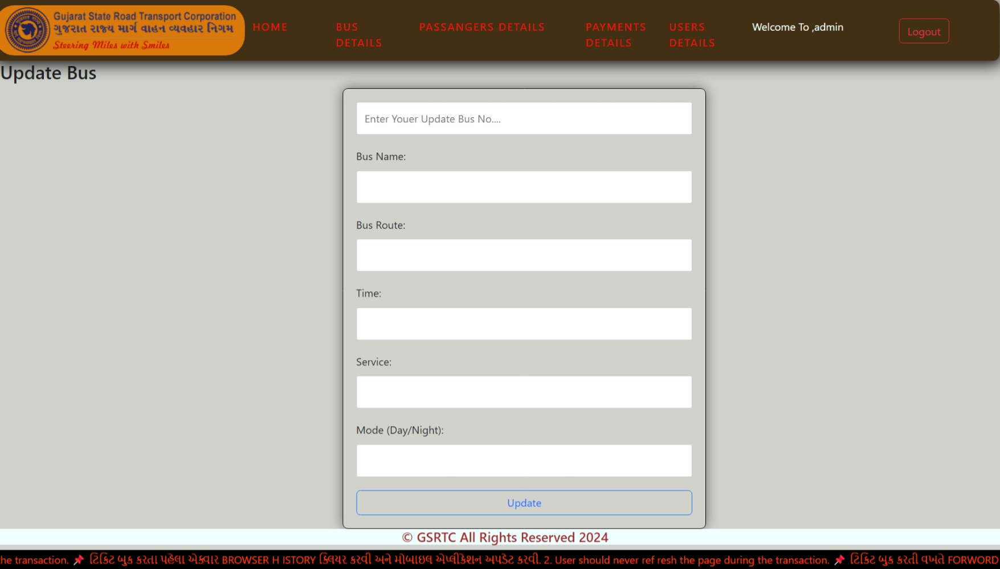 Gujarat State Road Transport Corporation
ગુજરાત રાજ્ય માર્ગ વાહન વ્યવહાર નિગમ
Steering Miles with Smiles
HOME
BUS
DETAILS
PASSANGERS DETAILS
PAYMENTS
DETAILS
USERS
DETAILS
Welcome To ,admin
Logout
Update Bus
Enter Youer Update Bus No....
Bus Name:
Bus Route:
Time:
Service:
Mode (Day/Night):
Update
© GSRTC All Rights Reserved 2024
he transaction. 📌 ટિકિટ બુક કરતા પહેલા એકવાર BROWSER H ISTORY ક્લિયર કરવી અને મોબાઇલ એપ્લીકેશન અપડેટ કરવી. 2. User should never ref resh the page during the transaction. 📌 ટિકિટ બુક કરતી વખતે FORWORD